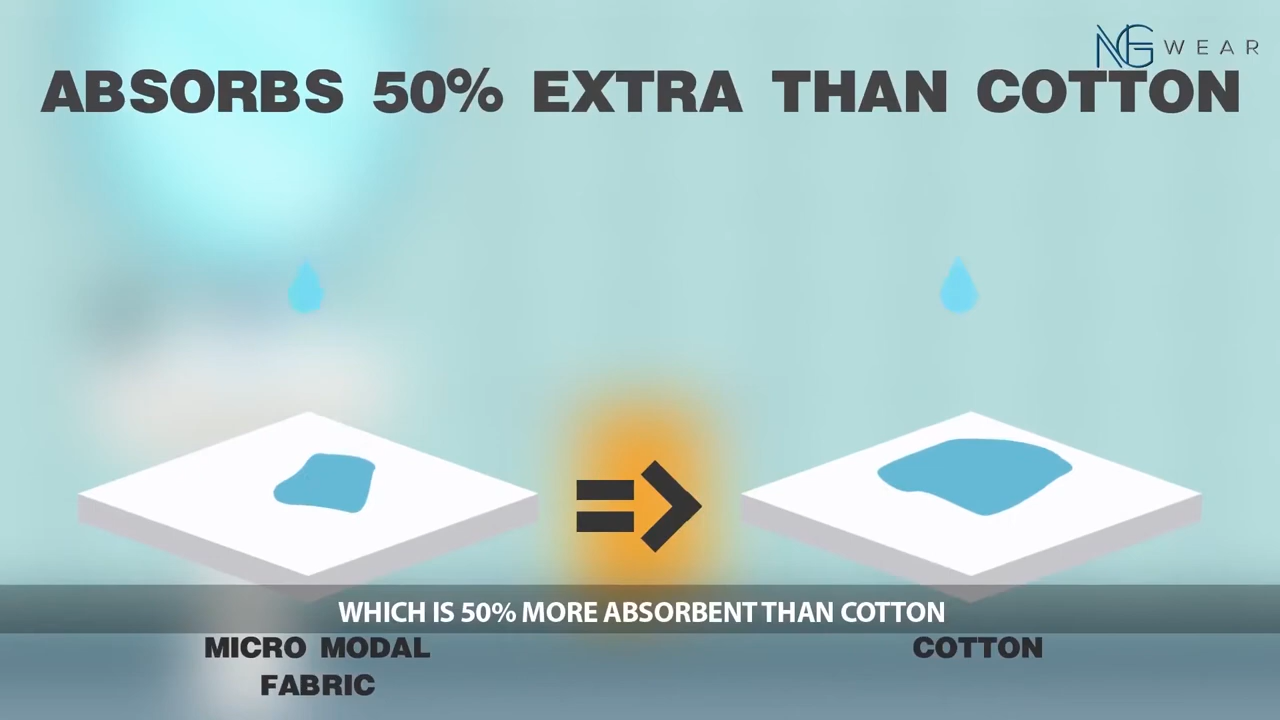 NG WEAR
ABSORBS 50% EXTRA THAN COTTON
=>
WHICH IS 50% MORE ABSORBENT THAN COTTON
MICRO MODAL
FABRIC
COTTON